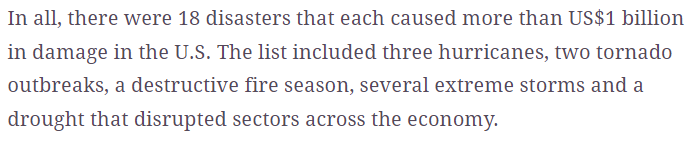 In all, there were 18 disasters that each caused more than US$1 billion
in damage in the U.S. The list included three hurricanes, two tornado
outbreaks, a destructive fire season, several extreme storms and a
drought that disrupted sectors across the economy.